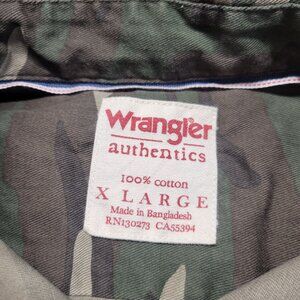 Wrangler
authentics
100% cotton
X LARGE
Made in Bangladesh
RN130273 CA55394